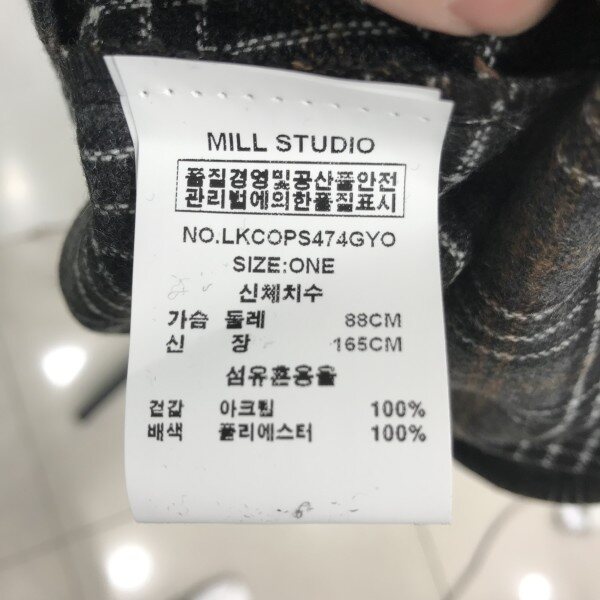 MILL STUDIO
품질경영및공산품안전
관리법에의한품질표시
NO.LKCOPS474GYO
SIZE:ONE
신체치수
가슴 둘레 88CM
신 장 165CM
섬유혼용율
겉감 아크릴 100%
배색 폴리에스터 100%